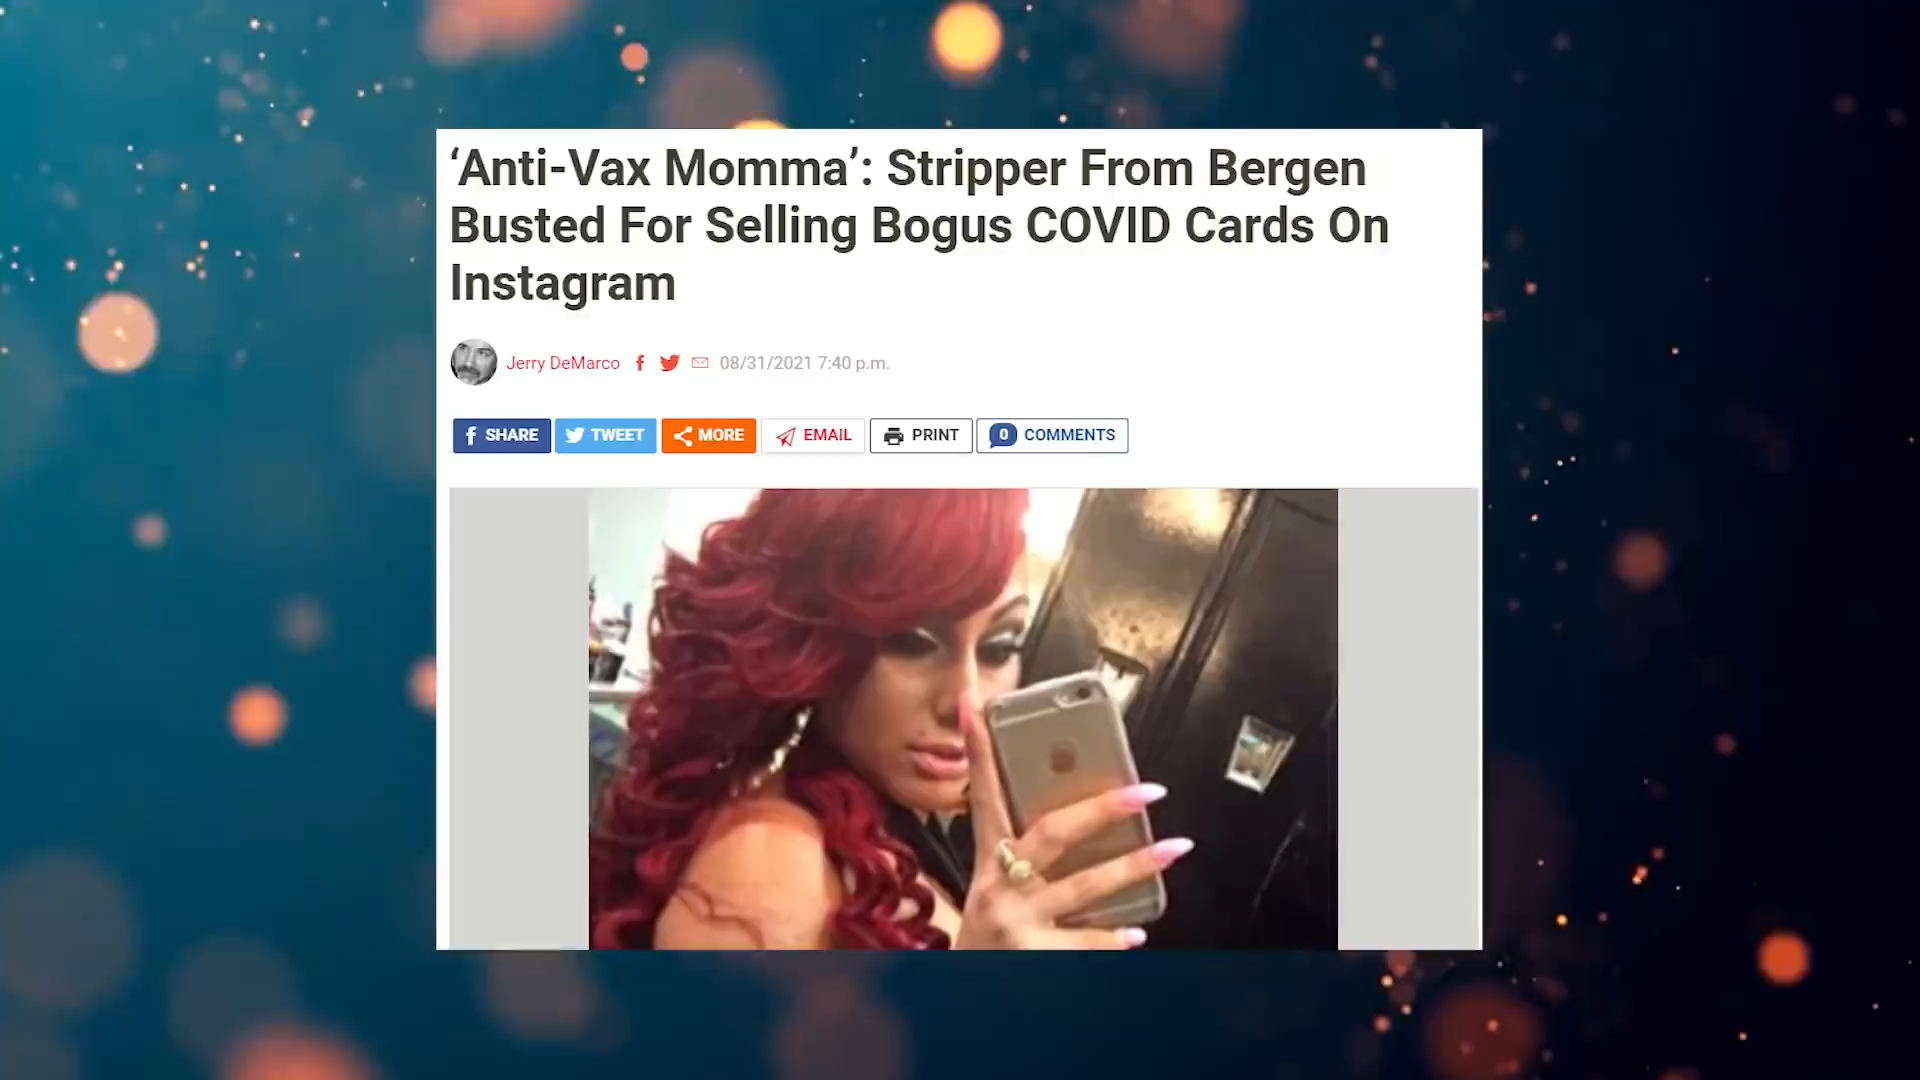 ‘Anti-Vax Momma’: Stripper From Bergen
Busted For Selling Bogus COVID Cards On
Instagram
Jerry DeMarco 08/31/2021 7:40 p.m.
SHARE TWEET MORE EMAIL PRINT 0 COMMENTS